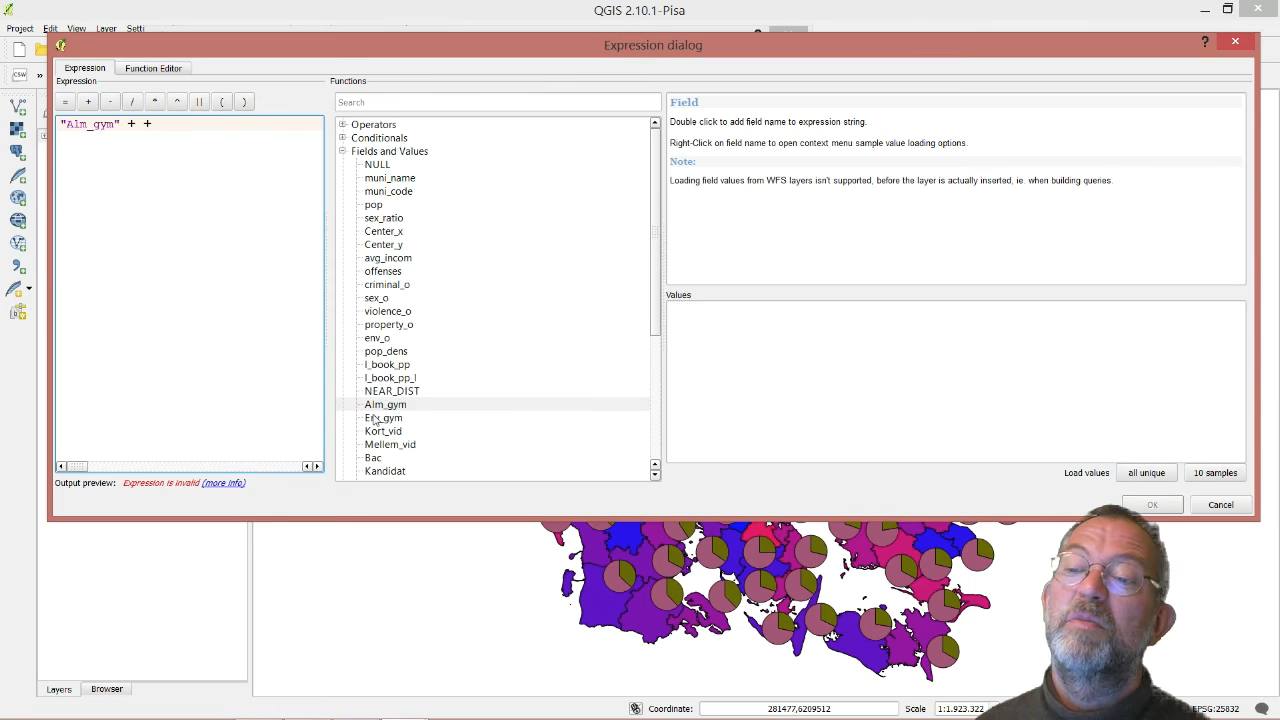 QGIS 2.10.1-Pisa
Project Edit View Layer Setti
Expression dialog
Expression Function Editor
Expression
Functions
= + - / * ^ || ( )
Search
"Alm_gym" + +
Operators
Conditionals
Fields and Values
NULL
muni_name
muni_code
pop
sex_ratio
Center_x
Center_y
avg_incom
offenses
criminal_o
sex_o
violence_o
property_o
env_o
pop_dens
l_book_pp
l_book_pp_l
NEAR_DIST
Alm_gym
Kort_vid
Mellem_vid
Bac
Kandidat
Field
Double click to add field name to expression string.
Right-Click on field name to open context menu sample value loading options.
Note:
Loading field values from WFS layers isn't supported, before the layer is actually inserted, ie. when building queries.
Values
Load values all unique 10 samples
Output preview: Expression is invalid (more info)
OK Cancel
Layers Browser
Coordinate: 281477,6209512 Scale 1:1.923.322 EPSG:25832
CSW »